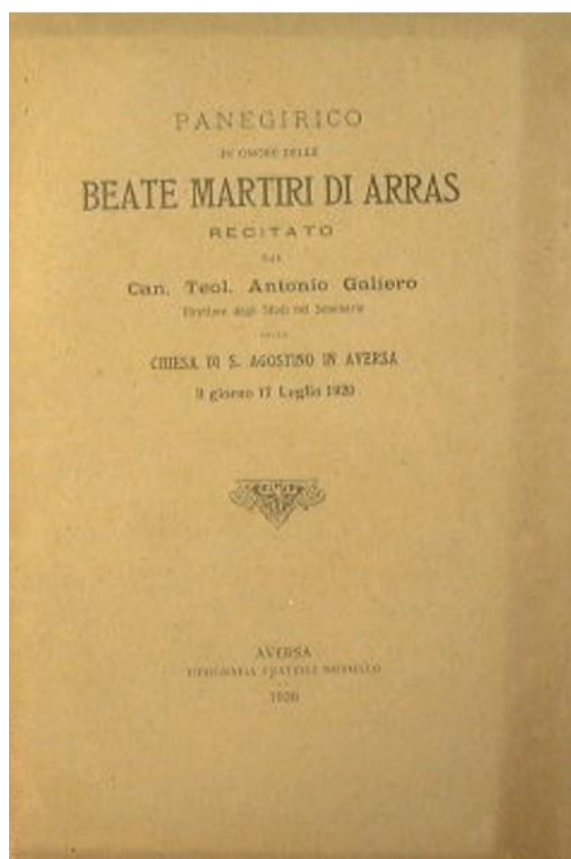 PANEGIRICO
IN ONORE DELLE
BEATE MARTIRI DI ARRAS
RECITATO
DAL
Can. Teol. Antonio Galiero
Direttore degli Studi nel Seminario
NELLA
CHIESA DI S. AGOSTINO IN AVERSA
Il giorno 17 Luglio 1920
AVERSA
TIPOGRAFIA FRATELLI
1920